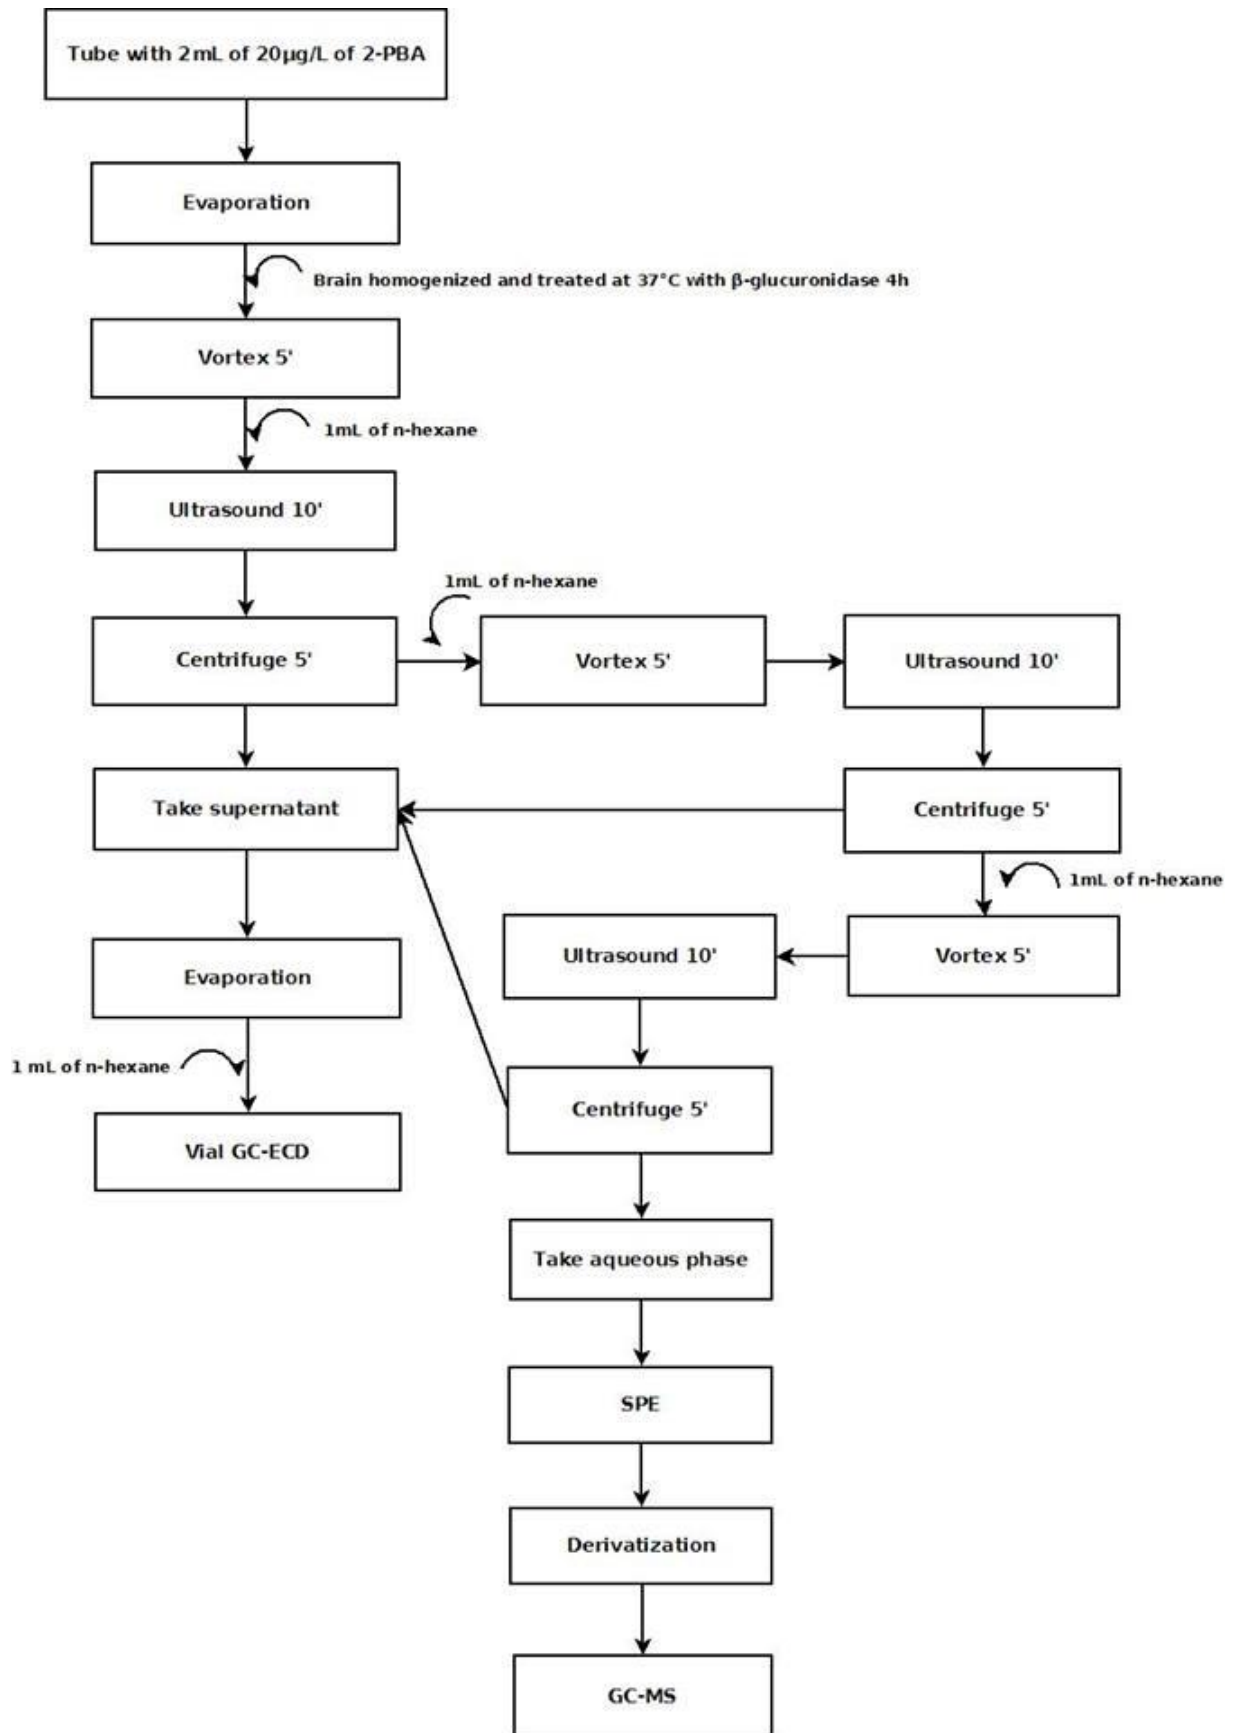 Tube with 2mL of 20µg/L of 2-PBA
Evaporation
Brain homogenized and treated at 37°C with β-glucuronidase 4h
Vortex 5'
1mL of n-hexane
Ultrasound 10'
1mL of n-hexane
Centrifuge 5'
Vortex 5'
Ultrasound 10'
Take supernatant
Centrifuge 5'
1mL of n-hexane
Ultrasound 10'
Vortex 5'
Evaporation
1 mL of n-hexane
Centrifuge 5'
Vial GC-ECD
Take aqueous phase
SPE
Derivatization
GC-MS